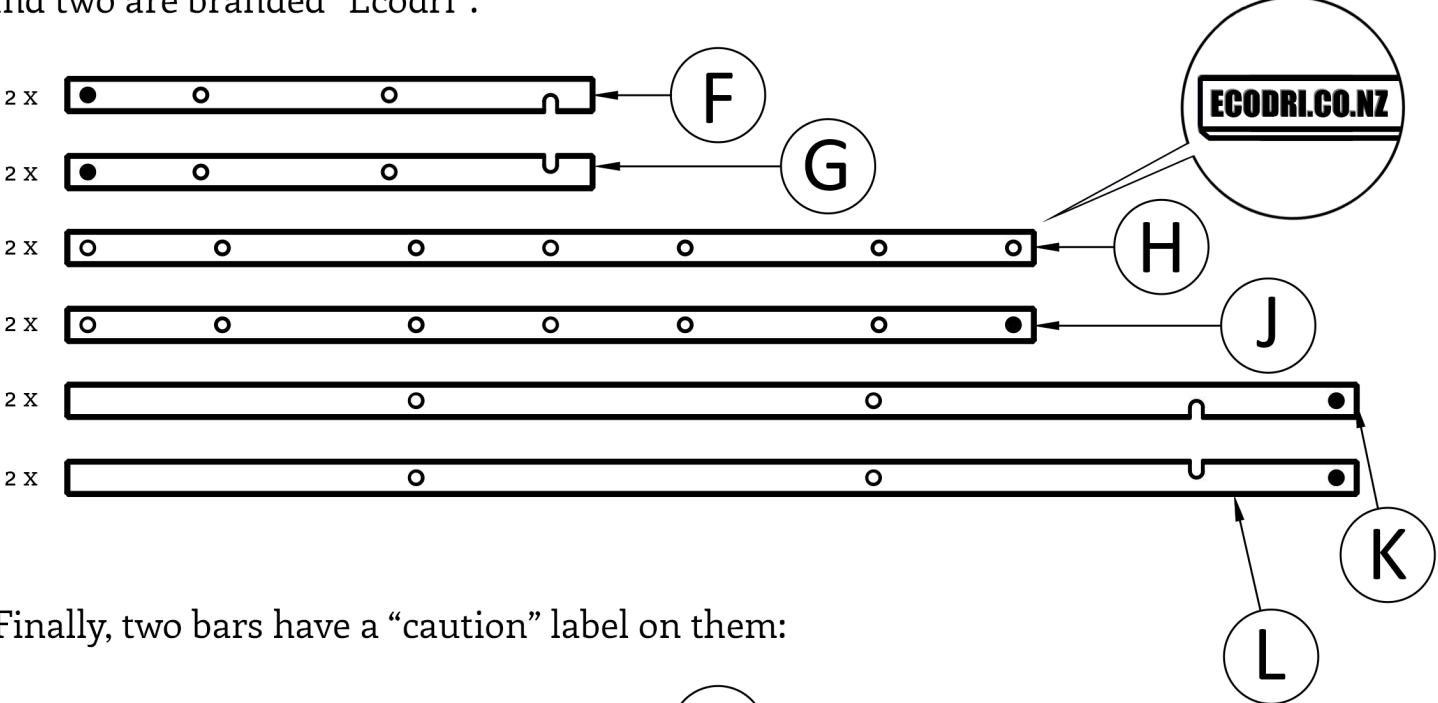 and two are branded “Ecodri”.
2 X
F
ECODRI.CO.NZ
2 X
G
2 X
H
2 X
J
2 X
K
2 X
L
Finally, two bars have a “caution” label on them: